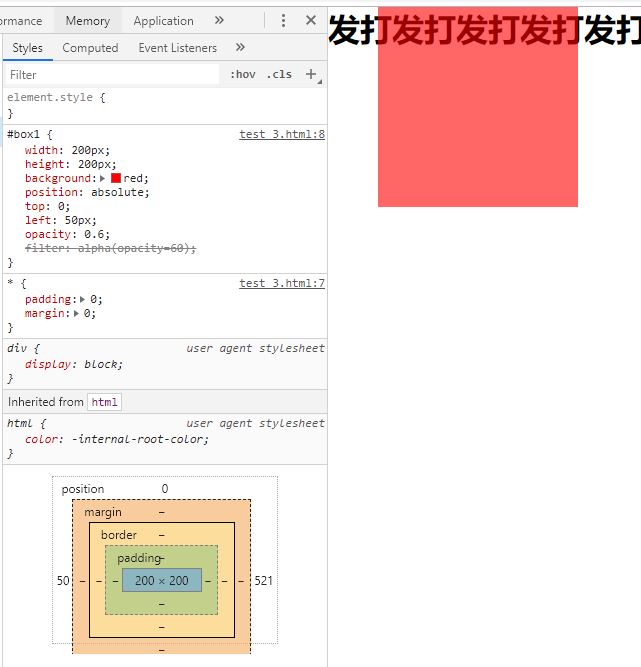 ormance Memory Application »
Styles Computed Event Listeners »
Filter :hov .cls +
element.style {
}
#box1 { test 3.html:8
width: 200px;
height: 200px;
background: red;
position: absolute;
top: 0;
left: 50px;
opacity: 0.6;
filter: alpha(opacity=60);
}
* { test 3.html:7
padding: 0;
margin: 0;
}
div { user agent stylesheet
display: block;
}
Inherited from html
html { user agent stylesheet
color: -internal-root-color;
}
position 0
margin –
border –
padding –
50 – – – 200 × 200 – – – 521
–
–
–
发打发打发打发打发打